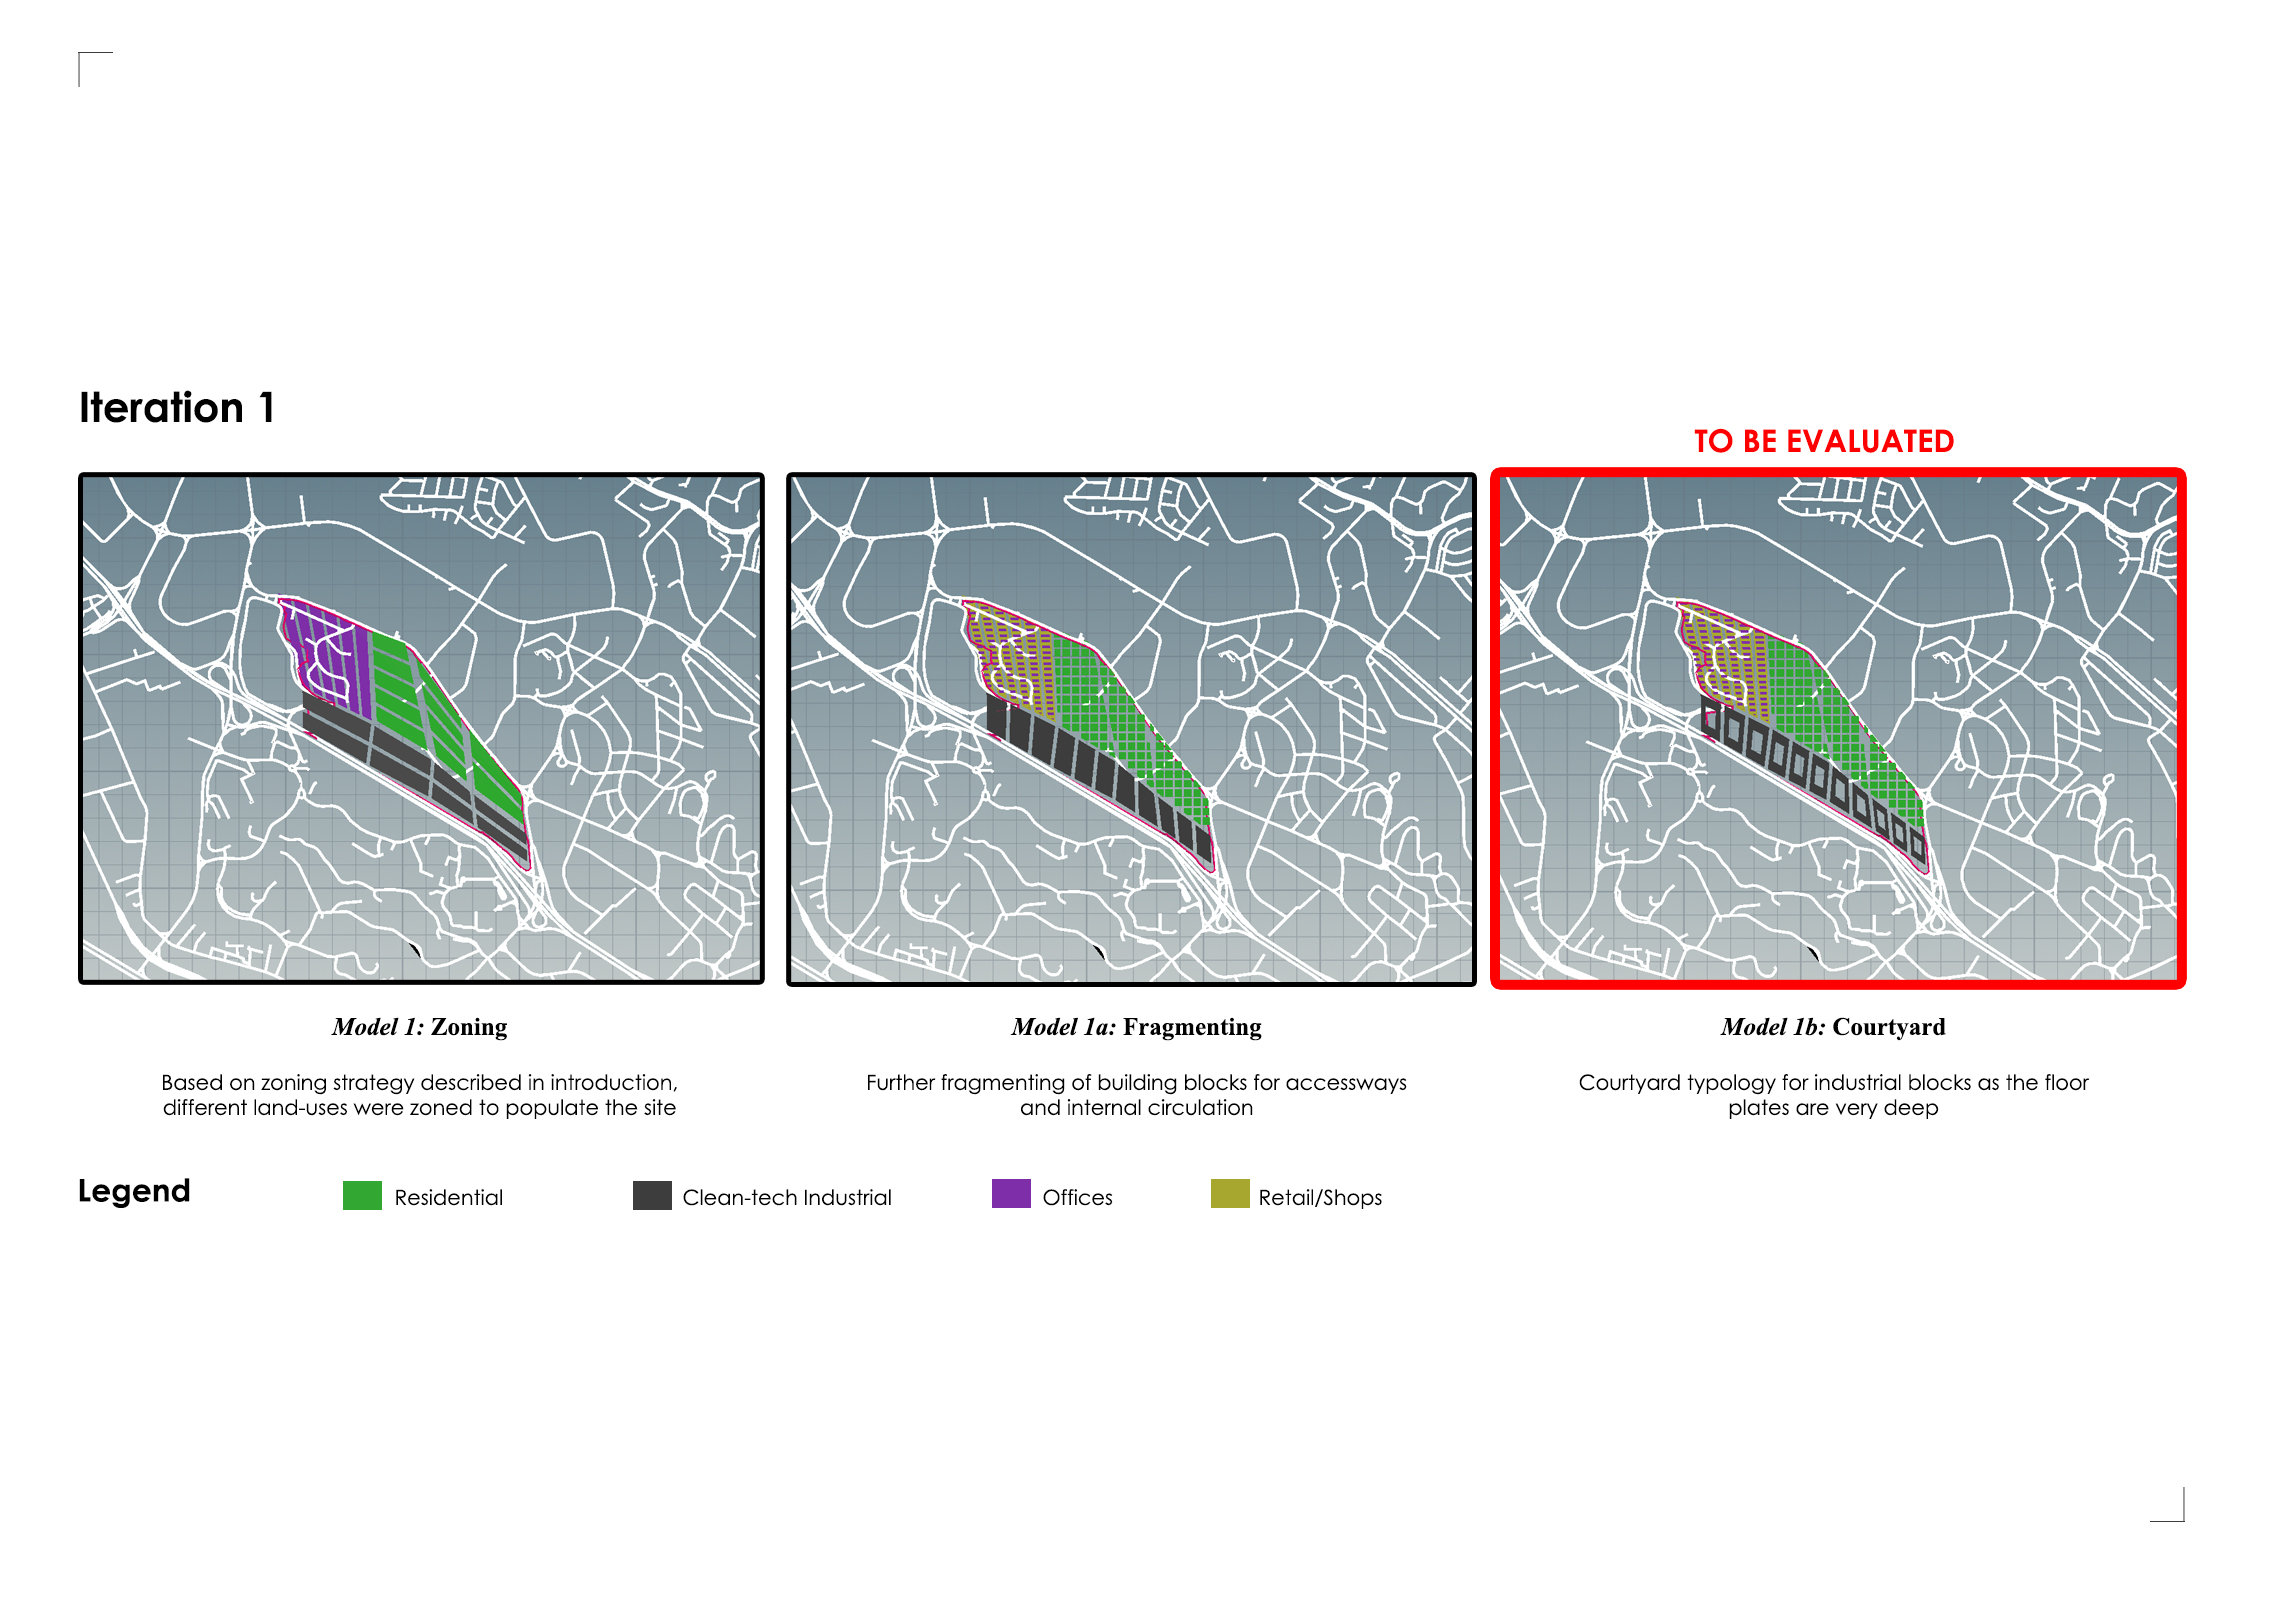 Iteration 1
TO BE EVALUATED
Model 1: Zoning
Based on zoning strategy described in introduction,
different land-uses were zoned to populate the site
Model 1a: Fragmenting
Further fragmenting of building blocks for accessways
and internal circulation
Model 1b: Courtyard
Courtyard typology for industrial blocks as the floor
plates are very deep
Legend
Residential
Clean-tech Industrial
Offices
Retail/Shops